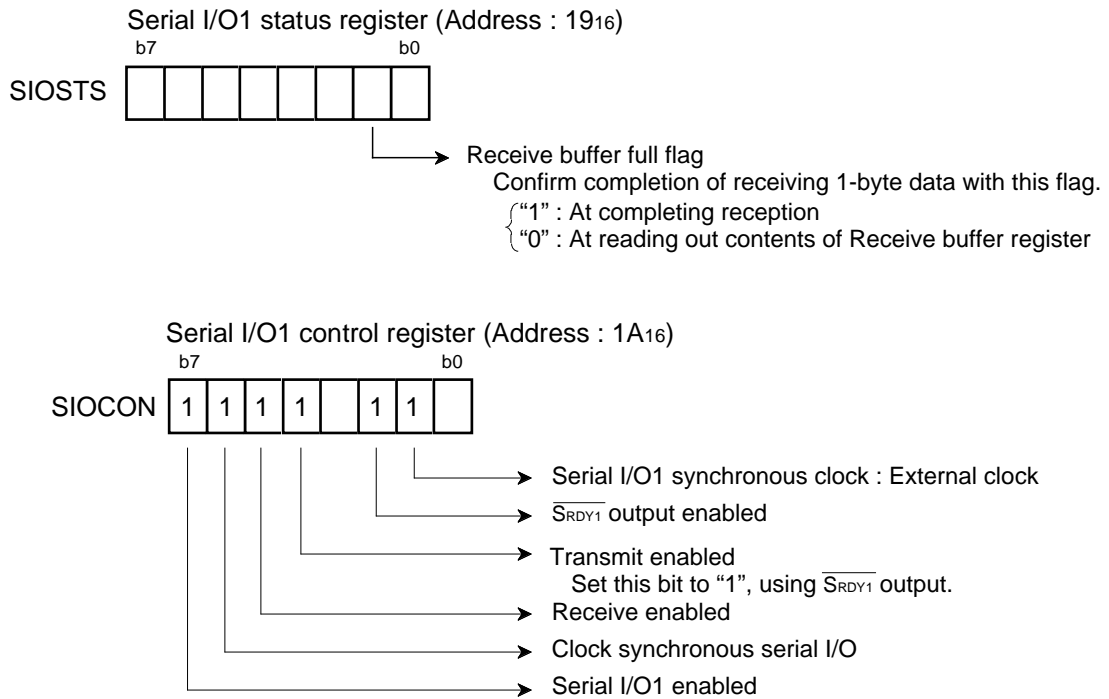 Serial I/O1 status register (Address : 19₁₆)
b7 b0
SIOSTS
Receive buffer full flag
Confirm completion of receiving 1-byte data with this flag.
“1” : At completing reception
“0” : At reading out contents of Receive buffer register
Serial I/O1 control register (Address : 1A₁₆)
b7 b0
SIOCON 1 1 1 1 1 1
Serial I/O1 synchronous clock : External clock
S̅R̅D̅Y̅1̅ output enabled
Transmit enabled
Set this bit to “1”, using S̅R̅D̅Y̅1̅ output.
Receive enabled
Clock synchronous serial I/O
Serial I/O1 enabled